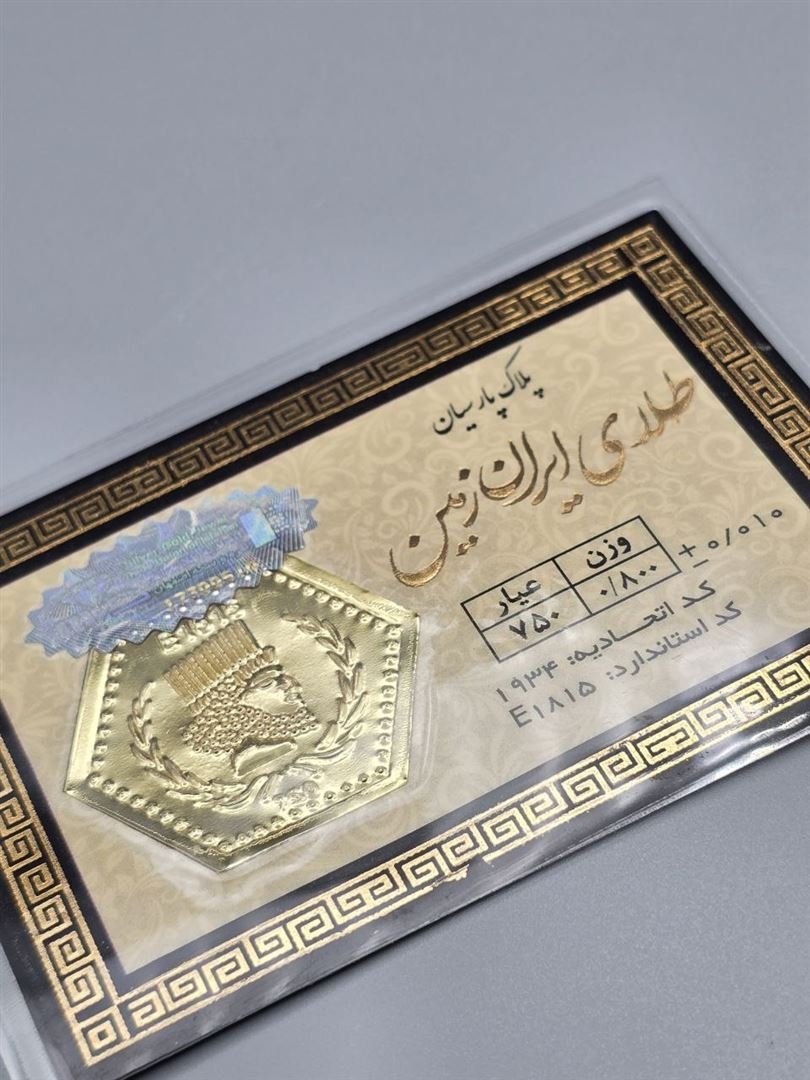 پلاک پارسیان
طلای ایران زمین
وزن عیار
۰/۸۰۰ ۷۵۰
±۰/۰۱۰
کد اتحادیه: ۱۹۳۴
کد استاندارد: E۱۸۱۵